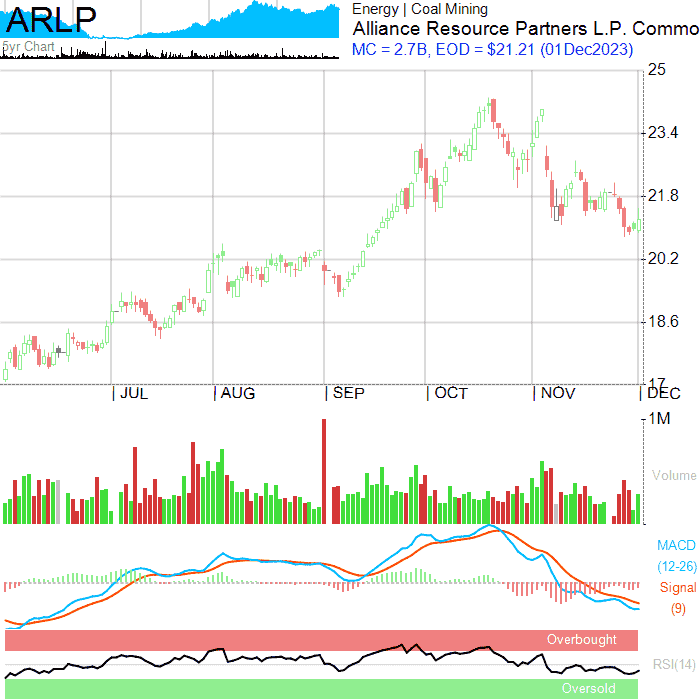 ARLP
5yr Chart
Energy | Coal Mining
Alliance Resource Partners L.P. Commo
MC = 2.7B, EOD = $21.21 (01Dec2023)
25
23.4
21.8
20.2
18.6
17
| JUL | AUG | SEP | OCT | NOV | DEC
1M
Volume
MACD
(12-26)
Signal
(9)
Overbought
RSI(14)
Oversold